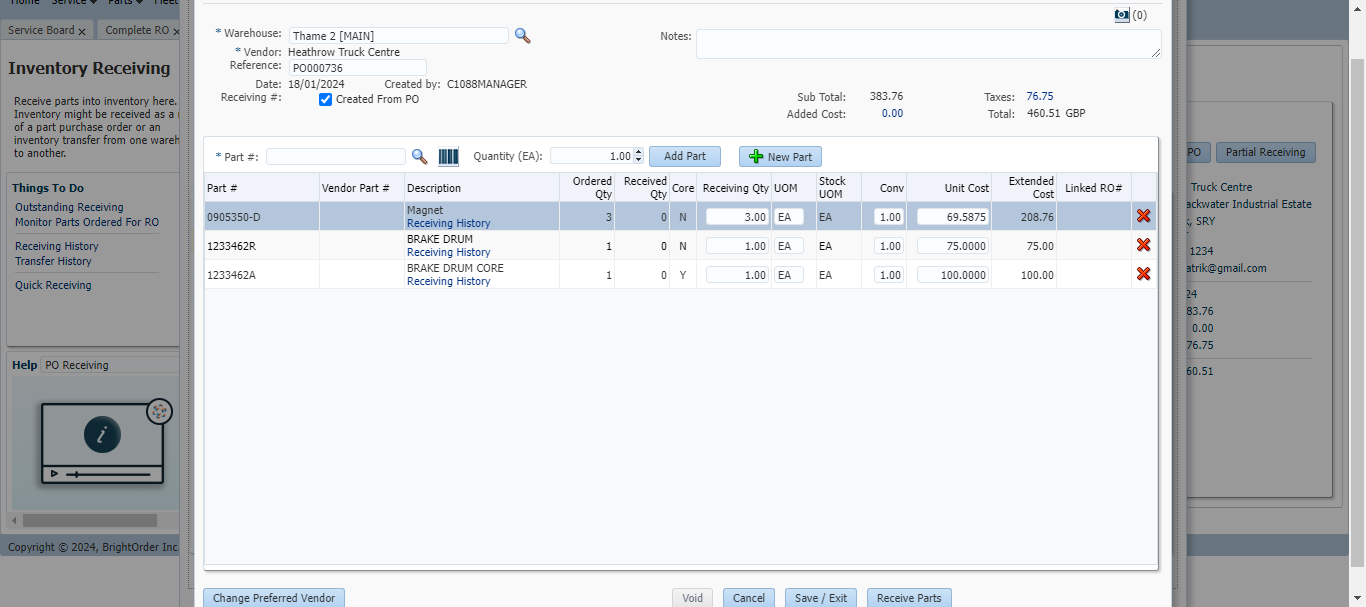 Home Service Parts Fleet
Service Board x Complete RO x
Inventory Receiving
Receive parts into inventory here.
Inventory might be received as a
of a part purchase order or an
inventory transfer from one
to another.
Things To Do
Outstanding Receiving
Monitor Parts Ordered For RO
Receiving History
Transfer History
Quick Receiving
Help PO Receiving
i
Copyright © 2024, BrightOrder Inc.
(0)
* Warehouse: Thame 2 [MAIN] Notes:
* Vendor: Heathrow Truck Centre
Reference: PO000736
Date: 18/01/2024 Created by: C1088MANAGER
Receiving #: Created From PO
Sub Total: 383.76 Taxes: 76.75
Added Cost: 0.00 Total: 460.51 GBP
* Part #: Quantity (EA): 1.00 Add Part New Part
Part # Vendor Part # Description Ordered Qty Received Qty Core Receiving Qty UOM Stock UOM Conv Unit Cost Extended Cost Linked RO#
0905350-D Magnet 3 0 N 3.00 EA EA 1.00 69.5875 208.76
Receiving History
1233462R BRAKE DRUM 1 0 N 1.00 EA EA 1.00 75.0000 75.00
Receiving History
1233462A BRAKE DRUM CORE 1 0 Y 1.00 EA EA 1.00 100.0000 100.00
Receiving History
Change Preferred Vendor Void Cancel Save / Exit Receive Parts
PO Partial Receiving
Truck Centre
ackwater Industrial Estate
, SRY
1234
atrik@gmail.com
24
83.76
0.00
76.75
60.51